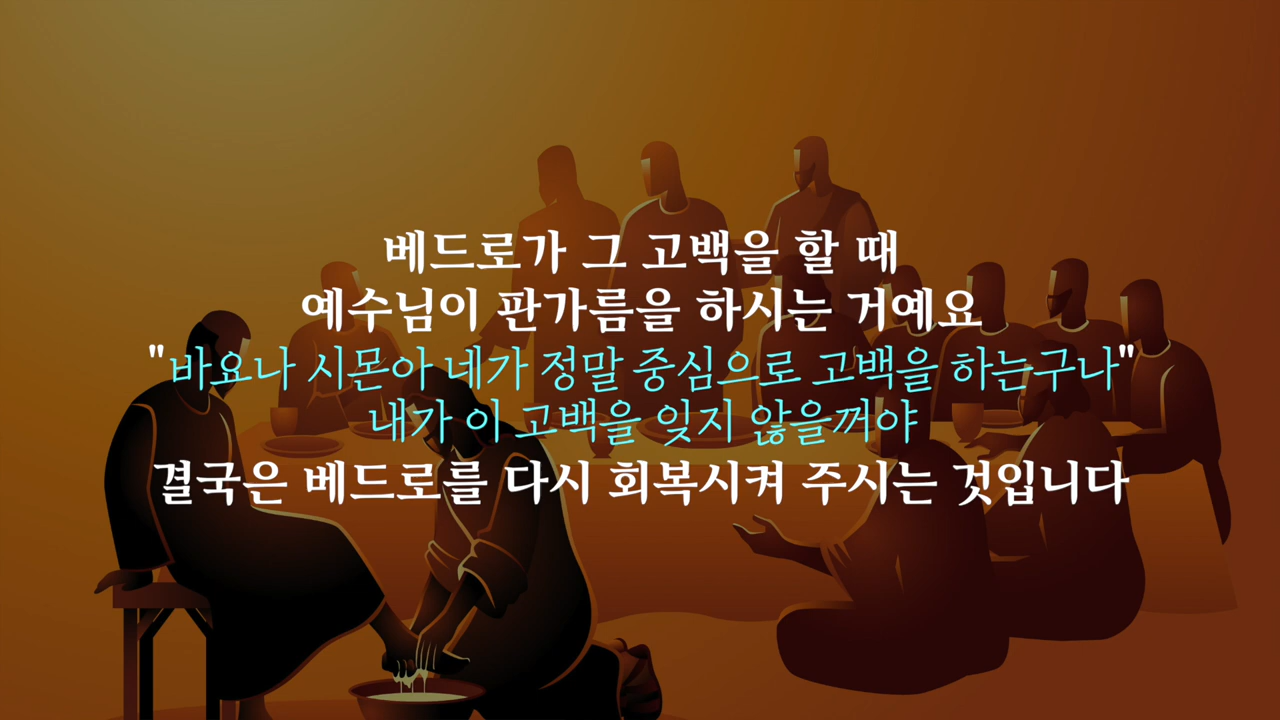 베드로가 그 고백을 할 때
예수님이 판가름을 하시는 거예요
"바요나 시몬아 네가 정말 중심으로 고백을 하는구나"
내가 이 고백을 잊지 않을꺼야
결국은 베드로를 다시 회복시켜 주시는 것입니다